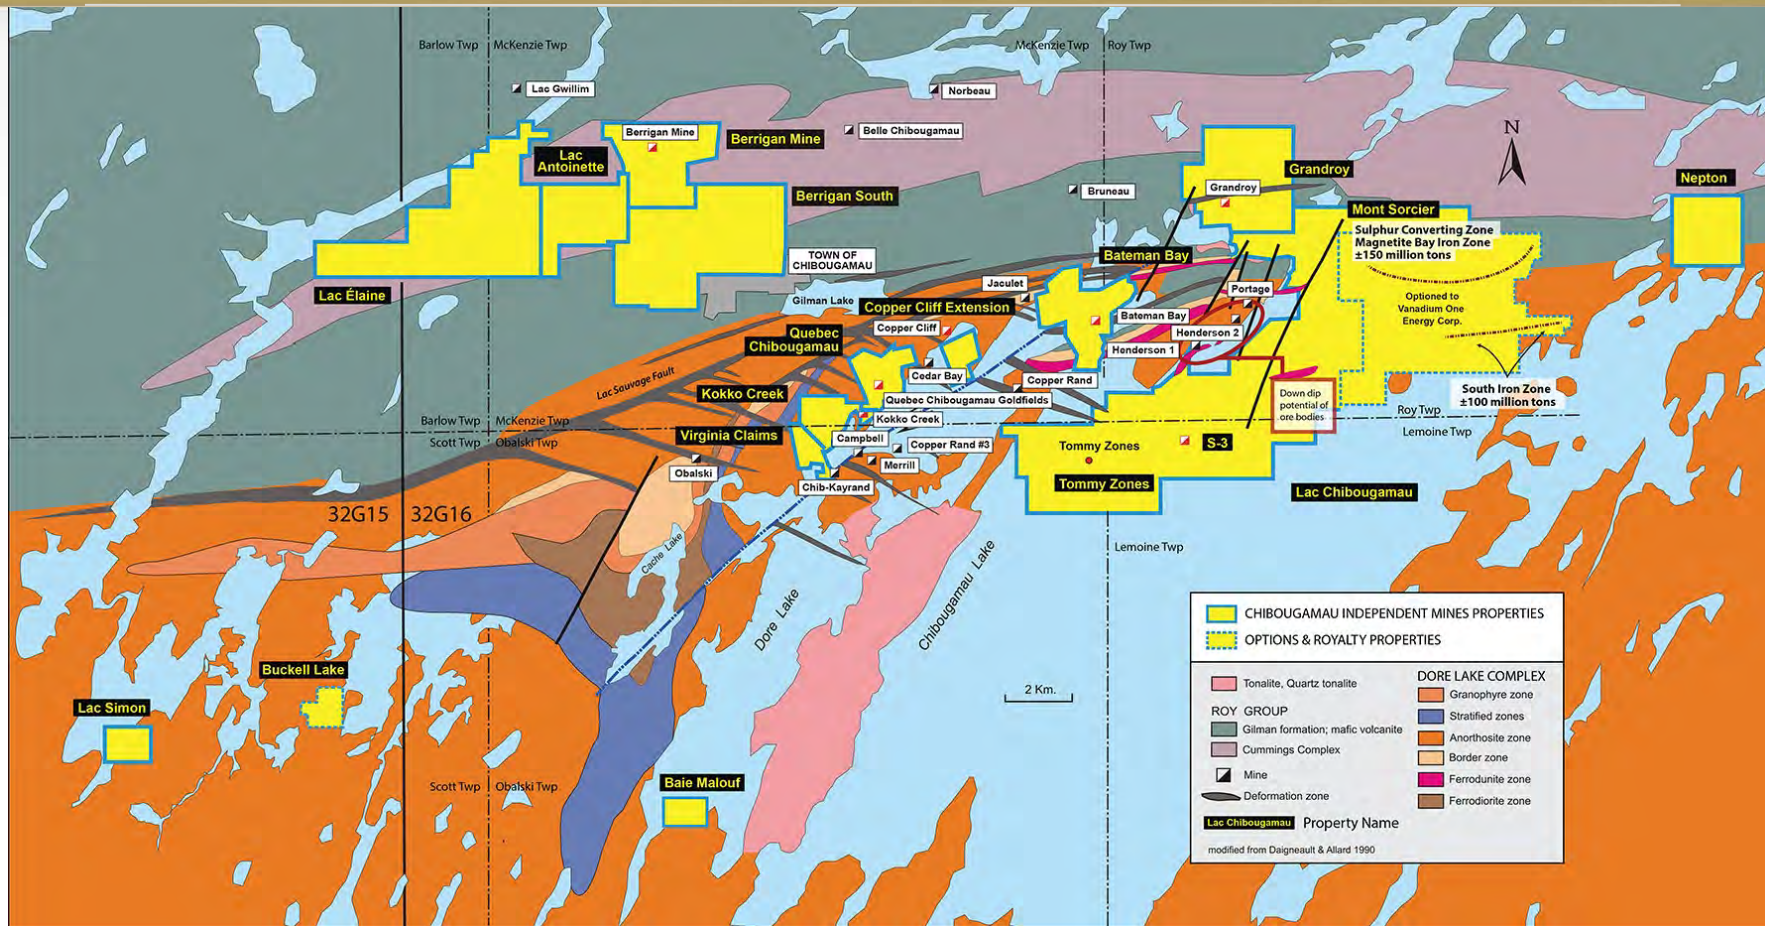 Barlow Twp
McKenzie Twp
McKenzie Twp
Roy Twp
Lac Gwillim
Norbeau
Berrigan Mine
Belle Chibougamau
Berrigan Mine
Lac
Antoinette
N
Grandroy
Nepton
Bruneau
Grandroy
Berrigan South
Mont Sorcier
Sulphur Converting Zone
Magnetite Bay Iron Zone
±150 million tons
TOWN OF
CHIBOUGAMAU
Bateman Bay
Lac Élaine
Jaculet
Portage
Optioned to
Vanadium One
Energy Corp.
Gilman Lake
Copper Cliff Extension
Bateman Bay
Copper Cliff
Henderson 2
Quebec
Chibougamau
Henderson 1
Cedar Bay
Copper Rand
Lac Sauvage Fault
Kokko Creek
Quebec Chibougamau Goldfields
South Iron Zone
±100 million tons
Down dip
potential of
ore bodies
Barlow Twp
McKenzie Twp
Kokko Creek
Roy Twp
Scott Twp
Obalski Twp
Virginia Claims
Campbell
Copper Rand #3
Lemoine Twp
Tommy Zones
S-3
Obalski
Merrill
Chib-Kayrand
Tommy Zones
Lac Chibougamau
32G15
32G16
Cache Lake
Lemoine Twp
Dore Lake
Chibougamau Lake
Buckell Lake
Lac Simon
2 Km.
Baie Malouf
Scott Twp
Obalski Twp
CHIBOUGAMAU INDEPENDENT MINES PROPERTIES
OPTIONS & ROYALTY PROPERTIES
Tonalite, Quartz tonalite
ROY GROUP
Gilman formation; mafic volcanite
Cummings Complex
Mine
Deformation zone
Lac Chibougamau
Property Name
modified from Daigneault & Allard 1990
DORE LAKE COMPLEX
Granophyre zone
Stratified zones
Anorthosite zone
Border zone
Ferrodunite zone
Ferrodiorite zone